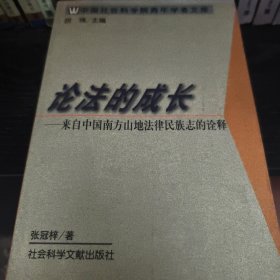 中国社会科学院青年学者文库
论法的成长
——来自中国南方山地法律民族志的诠释
张冠梓/著
社会科学文献出版社